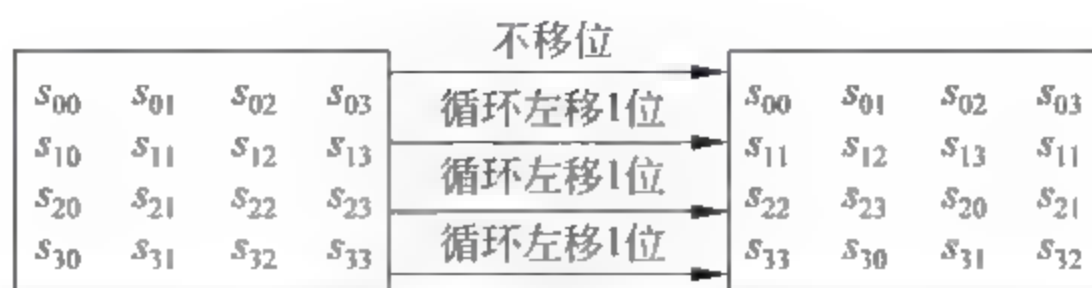 不移位
s00 s01 s02 s03 循环左移1位 s00 s01 s02 s03
s10 s11 s12 s13 循环左移1位 s11 s12 s13 s11
s20 s21 s22 s23 循环左移1位 s22 s23 s20 s21
s30 s31 s32 s33 s33 s30 s31 s32